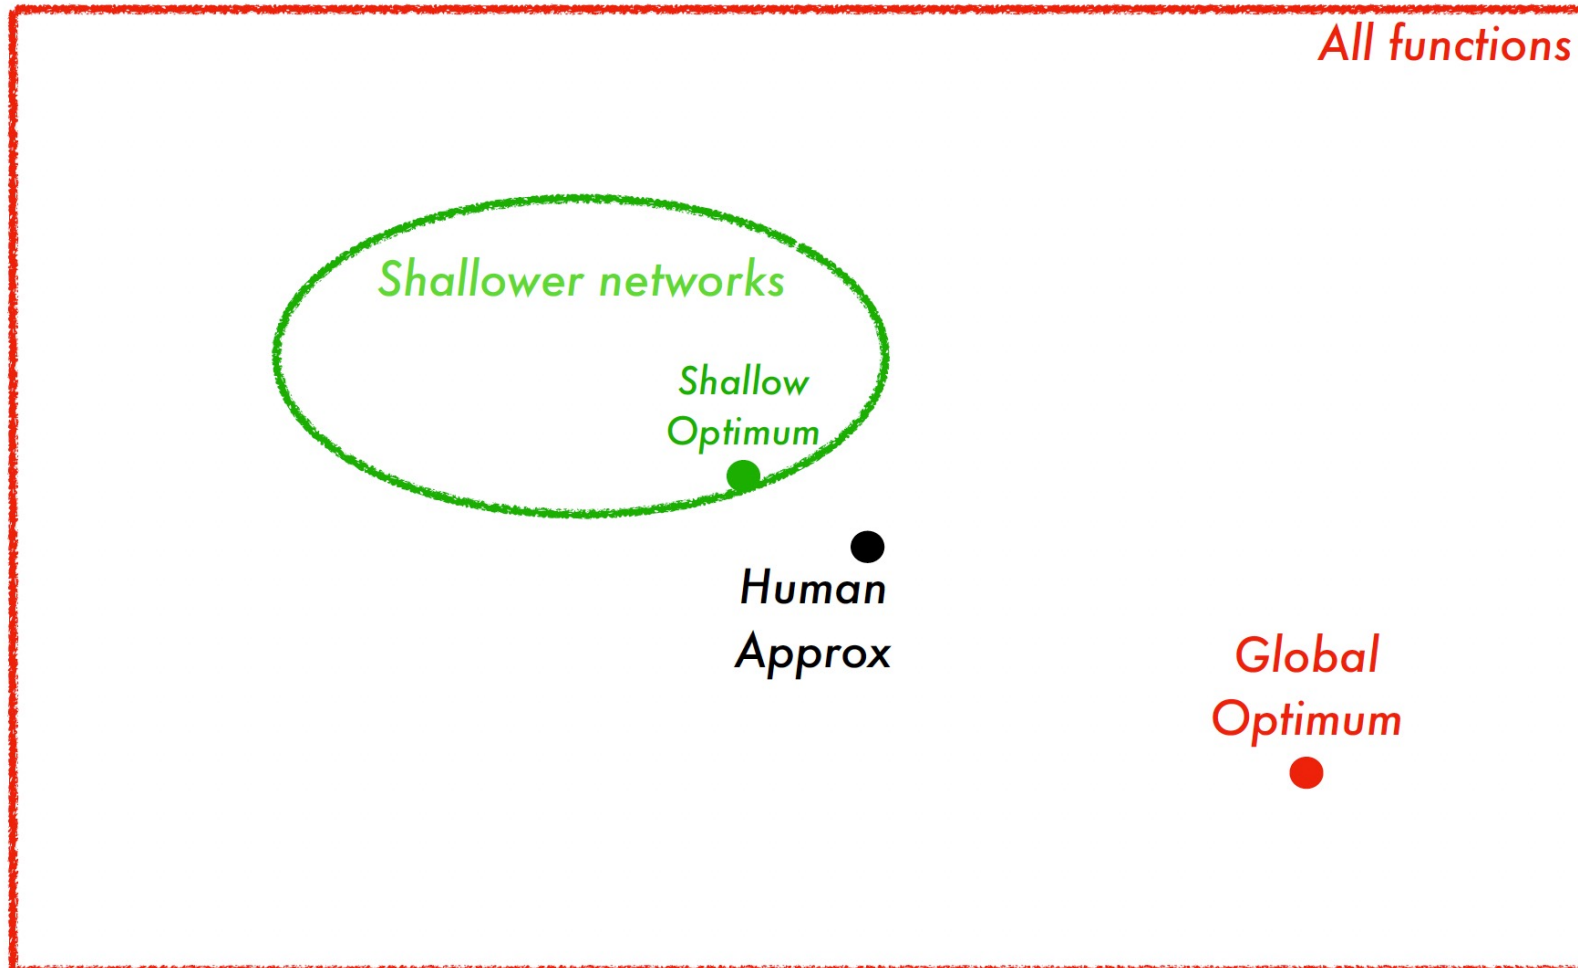 All functions
Shallower networks
Shallow
Optimum
Human
Approx
Global
Optimum